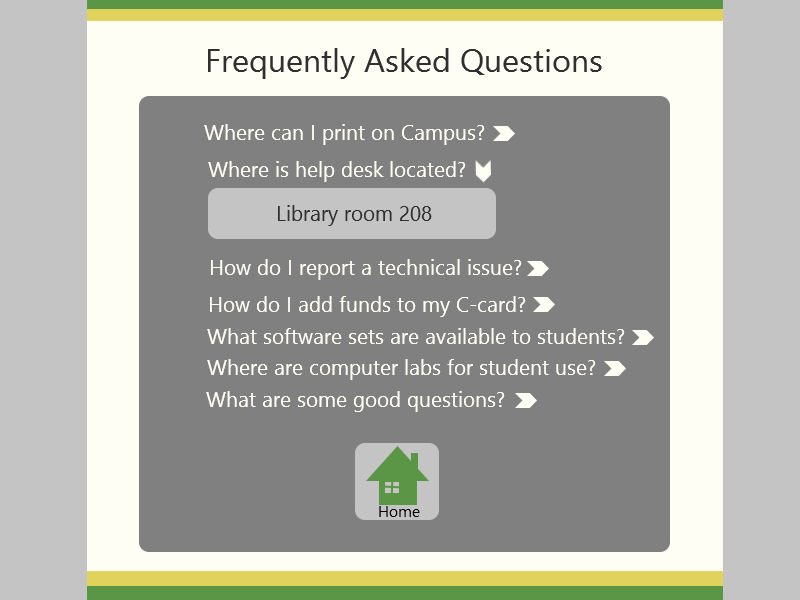 Frequently Asked Questions
Where can I print on Campus?
Where is help desk located?
Library room 208
How do I report a technical issue?
How do I add funds to my C-card?
What software sets are available to students?
Where are computer labs for student use?
What are some good questions?
Home